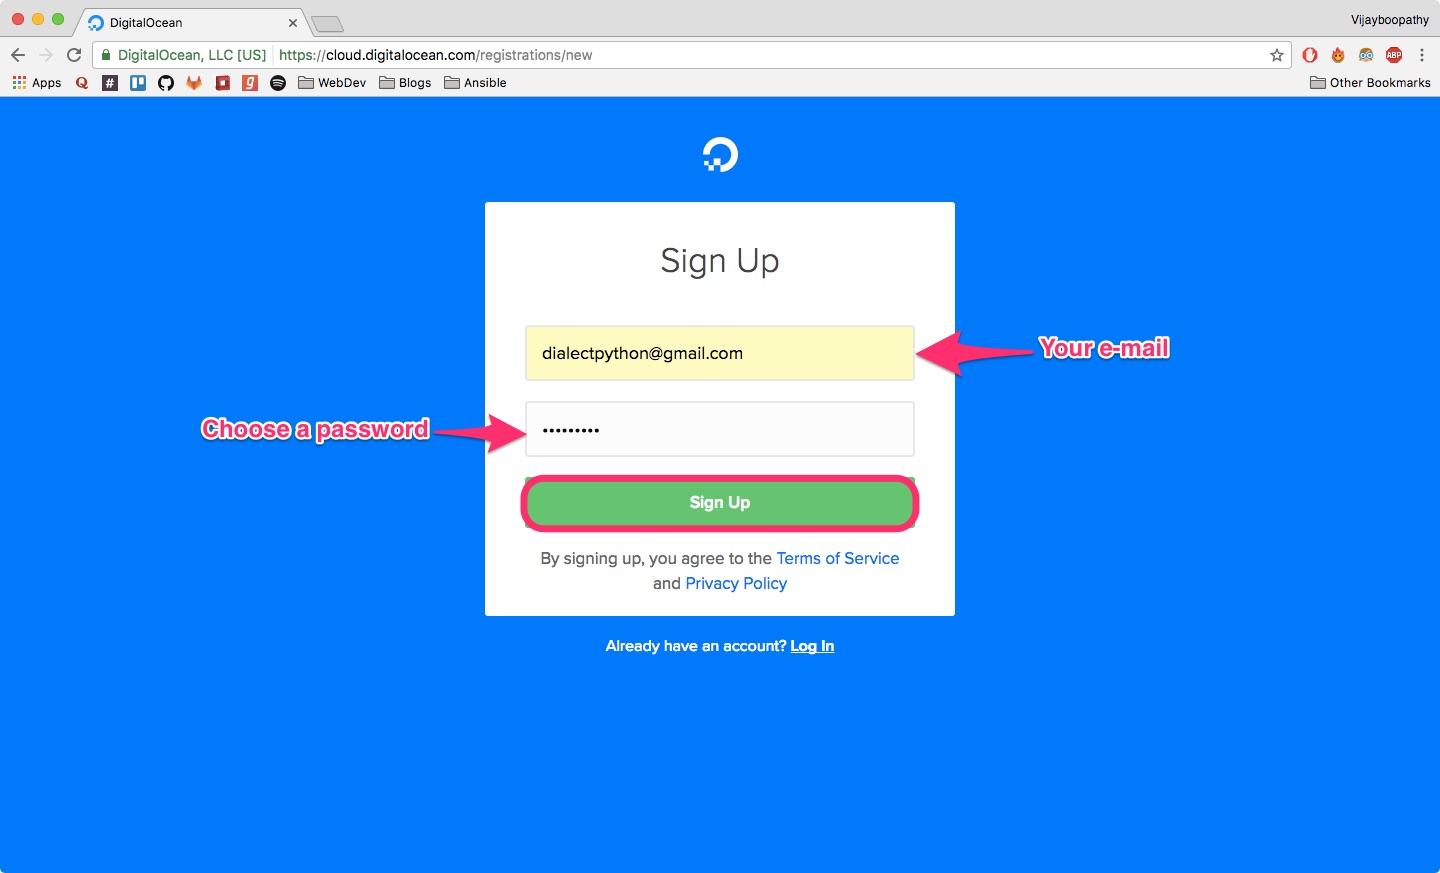 DigitalOcean
Vijayboopathy
DigitalOcean, LLC [US] https://cloud.digitalocean.com/registrations/new
ABP
Apps Q # g WebDev Blogs Ansible Other Bookmarks
Sign Up
dialectpython@gmail.com
Your e-mail
Choose a password
•••••••••
Sign Up
By signing up, you agree to the Terms of Service
and Privacy Policy
Already have an account? Log In